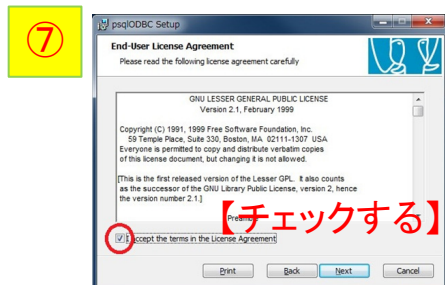 ⑦
psqlODBC Setup
End-User License Agreement
Please read the following license agreement carefully
GNU LESSER GENERAL PUBLIC LICENSE
Version 2.1, February 1999
Copyright (C) 1991, 1999 Free Software Foundation, Inc.
59 Temple Place, Suite 330, Boston, MA 02111-1307 USA
Everyone is permitted to copy and distribute verbatim copies
of this license document, but changing it is not allowed.
[This is the first released version of the Lesser GPL. It also counts
as the successor of the GNU Library Public License, version 2, hence
the version number 2.1.]
Preamble
【チェックする】
I accept the terms in the License Agreement
Print Back Next Cancel